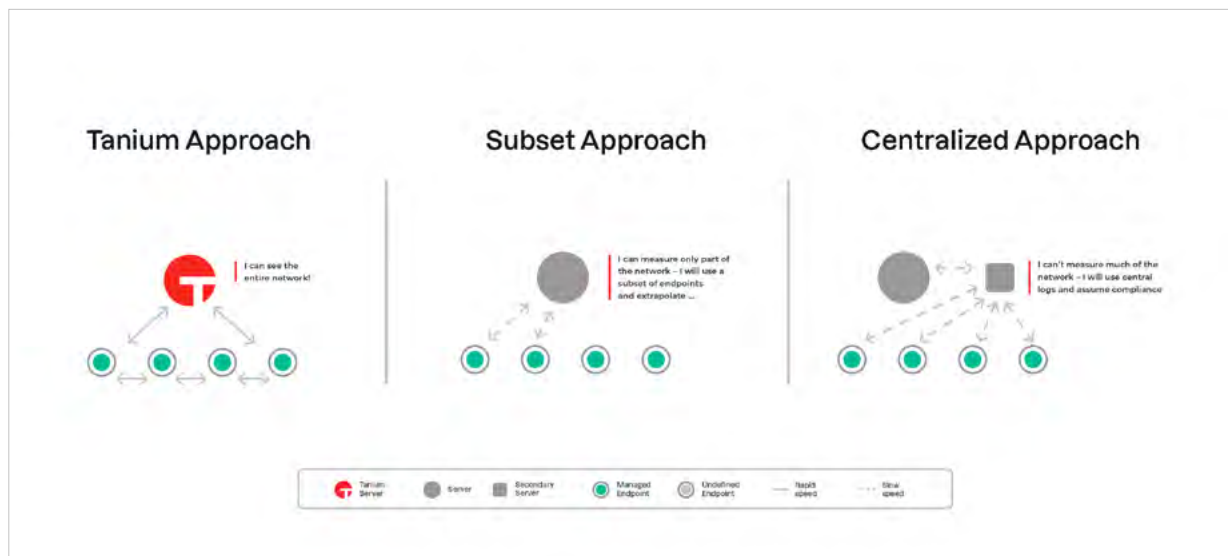 Tanium Approach
Subset Approach
Centralized Approach
I can see the
entire network!
I can measure only part of
the network – I will use a
subset of endpoints
and extrapolate ...
I can't measure much of the
network – I will use central
logs and assume compliance
Tanium
Server
Server
Secondary
Server
Managed
Endpoint
Undefined
Endpoint
Rapid
speed
Slow
speed